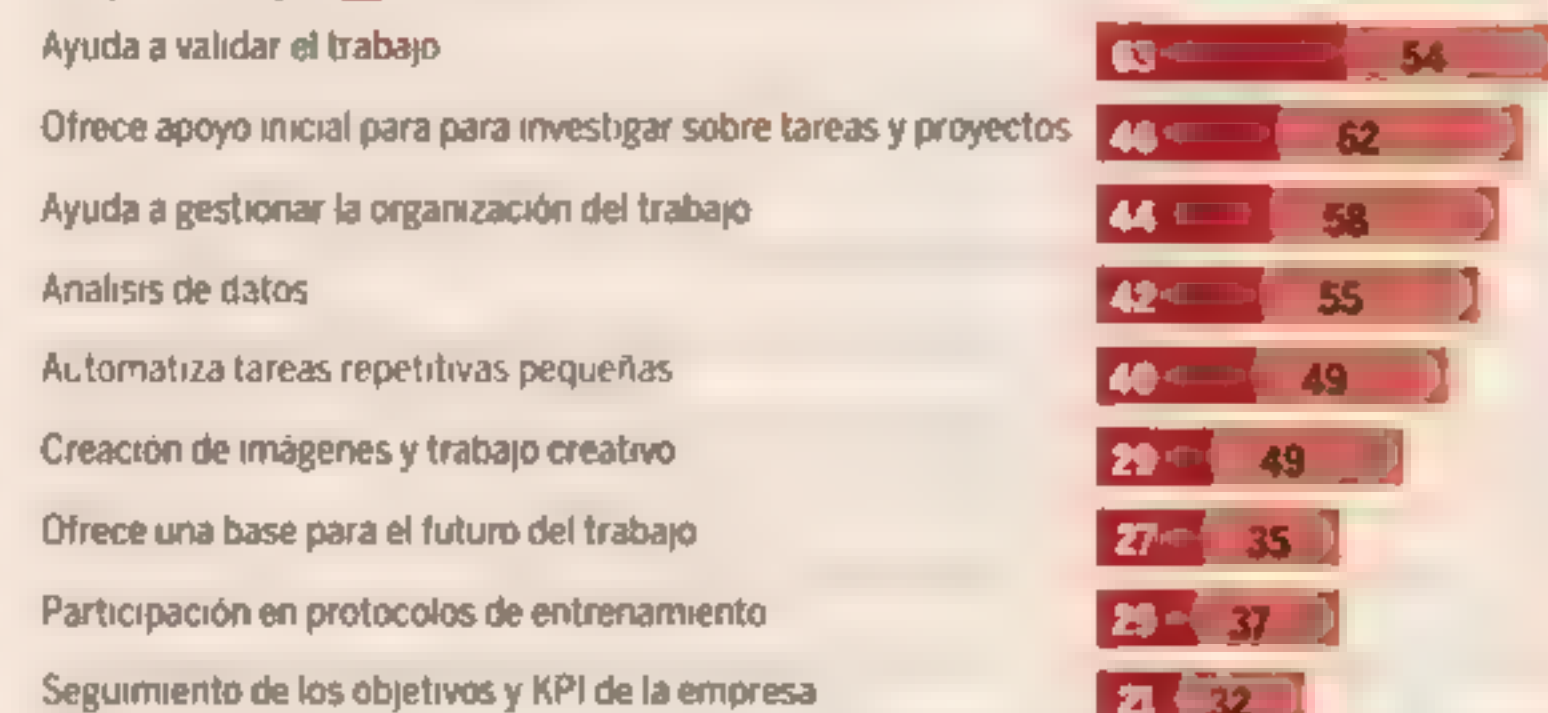 Ayuda a validar el trabajo 54
Ofrece apoyo inicial para para investigar sobre tareas y proyectos 62
Ayuda a gestionar la organización del trabajo 44 58
Analisis de datos 42 55
Automatiza tareas repetitivas pequeñas 40 49
Creación de imágenes y trabajo creativo 49
Ofrece una base para el futuro del trabajo 27 35
Participación en protocolos de entrenamiento 37
Seguimiento de los objetivos y KPI de la empresa 32